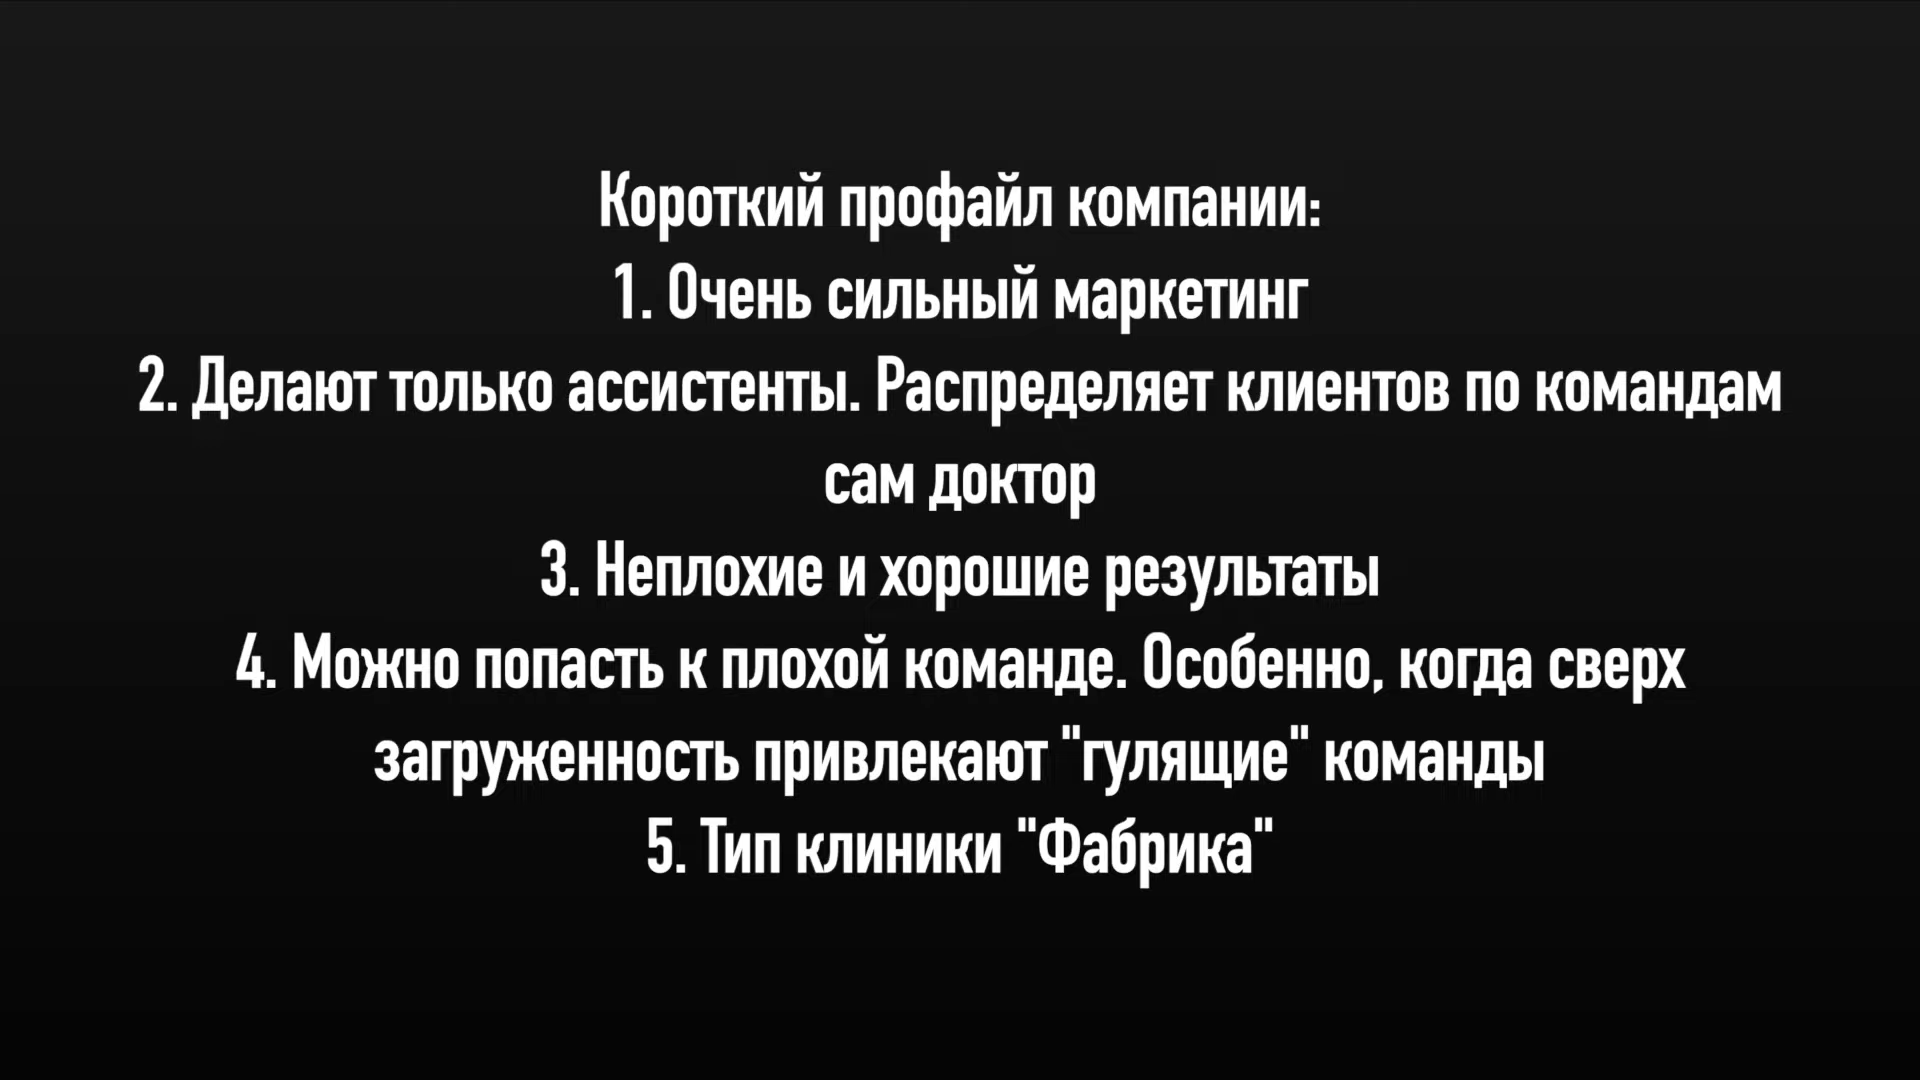 Короткий профайл компании:
1. Очень сильный маркетинг
2. Делают только ассистенты. Распределяет клиентов по командам
сам доктор
3. Неплохие и хорошие результаты
4. Можно попасть к плохой команде. Особенно, когда сверх
загруженность привлекают "гулящие" команды
5. Тип клиники "Фабрика"